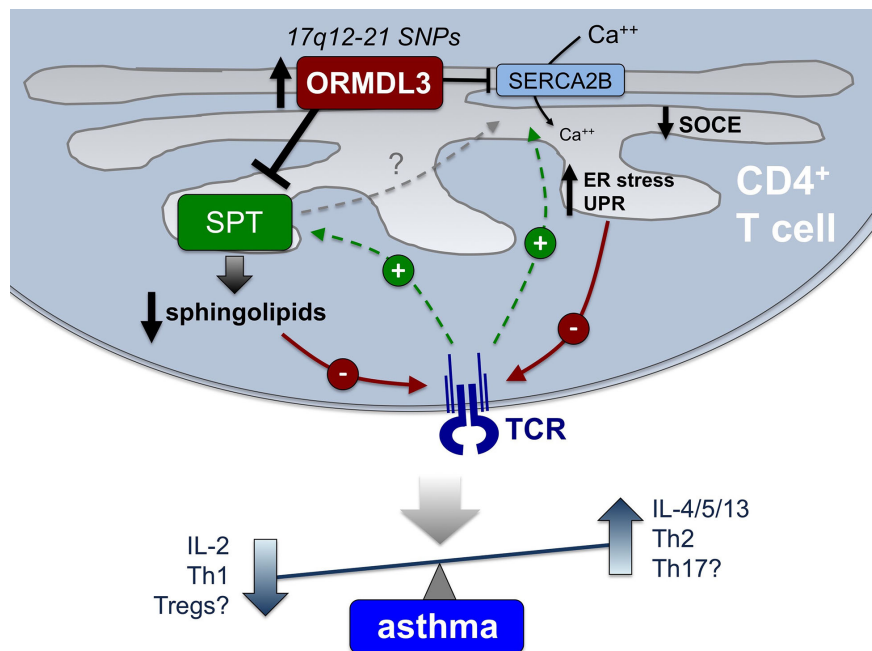 17q12-21 SNPs
ORMDL3
Ca⁺⁺
SERCA2B
Ca⁺⁺
SOCE
?
ER stress
UPR
CD4⁺
T cell
SPT
+
+
sphingolipids
-
-
TCR
IL-2
Th1
Tregs?
IL-4/5/13
Th2
Th17?
asthma